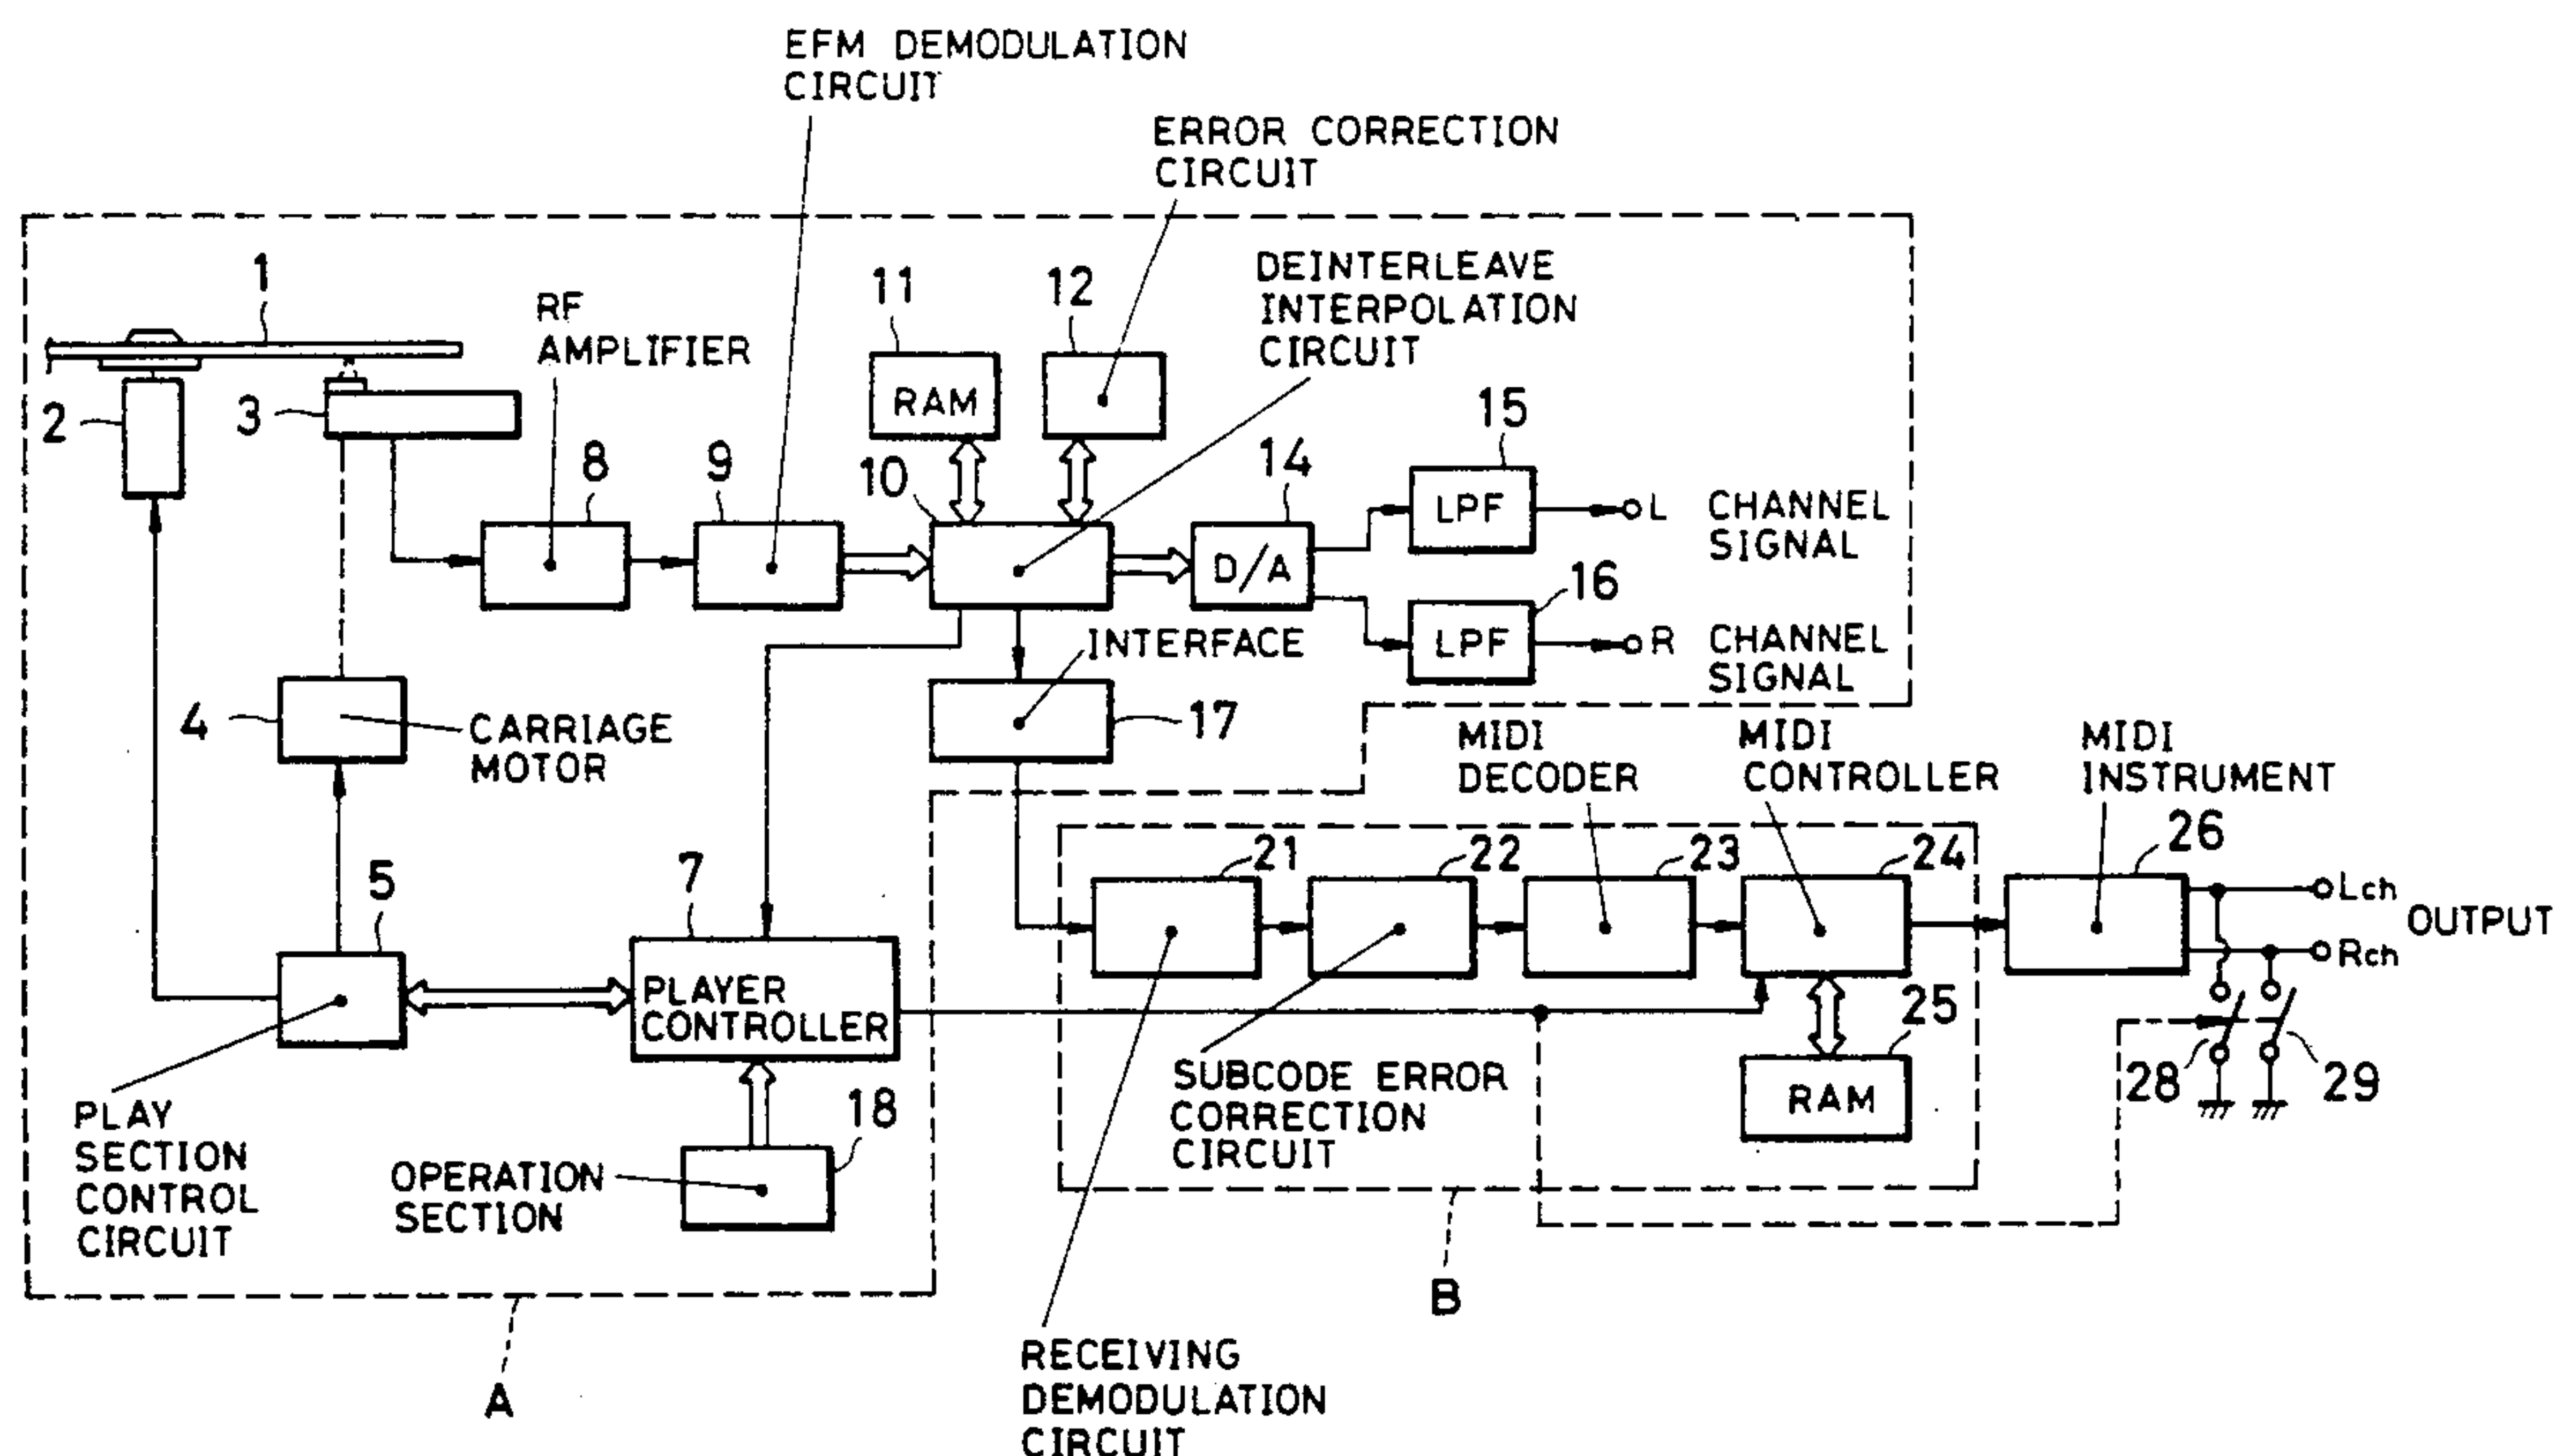 EFM DEMODULATION
CIRCUIT
ERROR CORRECTION
CIRCUIT
DEINTERLEAVE
INTERPOLATION
CIRCUIT
1
RF
AMPLIFIER
11
12
RAM
2
3
8
9
10
14
15
LPF
L CHANNEL
SIGNAL
D/A
16
LPF
R CHANNEL
SIGNAL
INTERFACE
4
CARRIAGE
MOTOR
17
MIDI
DECODER
MIDI
CONTROLLER
MIDI
INSTRUMENT
5
7
21
22
23
24
26
Lch
OUTPUT
Rch
PLAYER
CONTROLLER
25
RAM
28
29
PLAY
SECTION
CONTROL
CIRCUIT
OPERATION
SECTION
18
SUBCODE ERROR
CORRECTION
CIRCUIT
A
B
RECEIVING
DEMODULATION
CIRCUIT